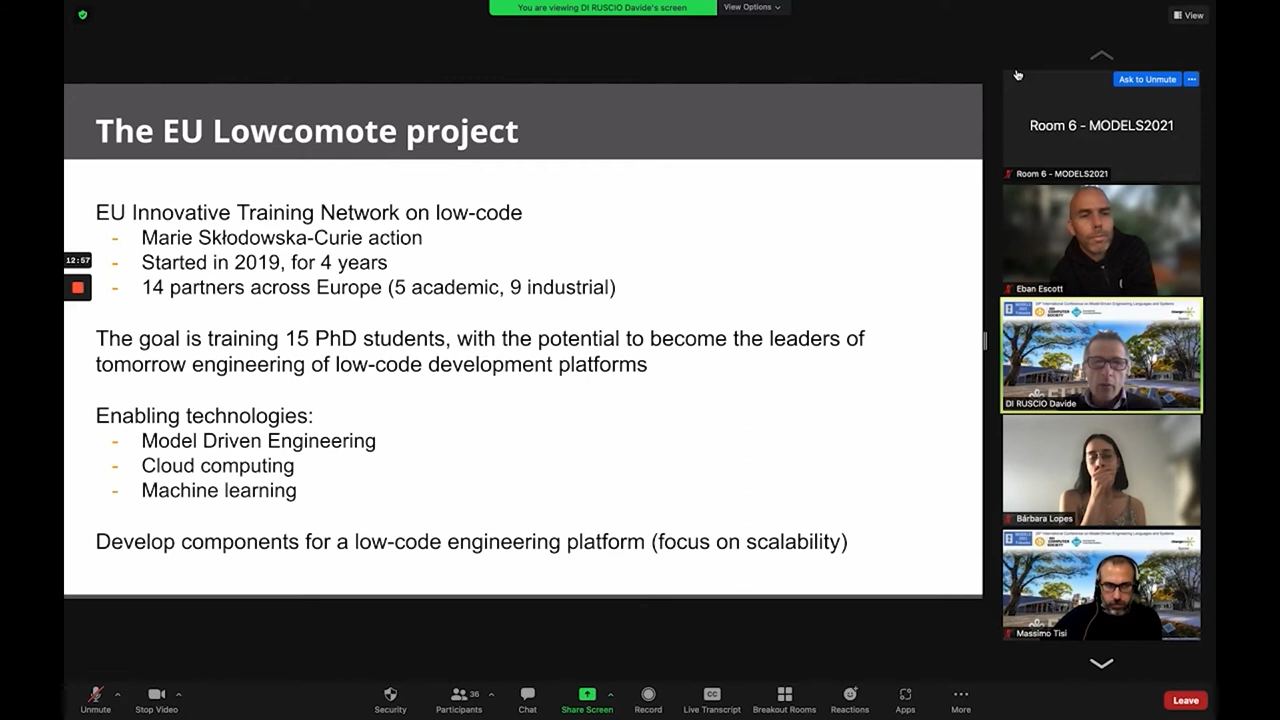 You are viewing DI RUSCIO Davide's screen
View Options
View
The EU Lowcomote project
EU Innovative Training Network on low-code
- Marie Skłodowska-Curie action
- Started in 2019, for 4 years
- 14 partners across Europe (5 academic, 9 industrial)
12:57
The goal is training 15 PhD students, with the potential to become the leaders of
tomorrow engineering of low-code development platforms
Enabling technologies:
- Model Driven Engineering
- Cloud computing
- Machine learning
Develop components for a low-code engineering platform (focus on scalability)
Ask to Unmute
Room 6 - MODELS2021
Room 6 - MODELS2021
Eban Escott
DI RUSCIO Davide
Bárbara Lopes
Massimo Tisi
Unmute
Stop Video
Security
Participants
36
Chat
Share Screen
Record
CC
Live Transcript
Breakout Rooms
Reactions
Apps
More
Leave